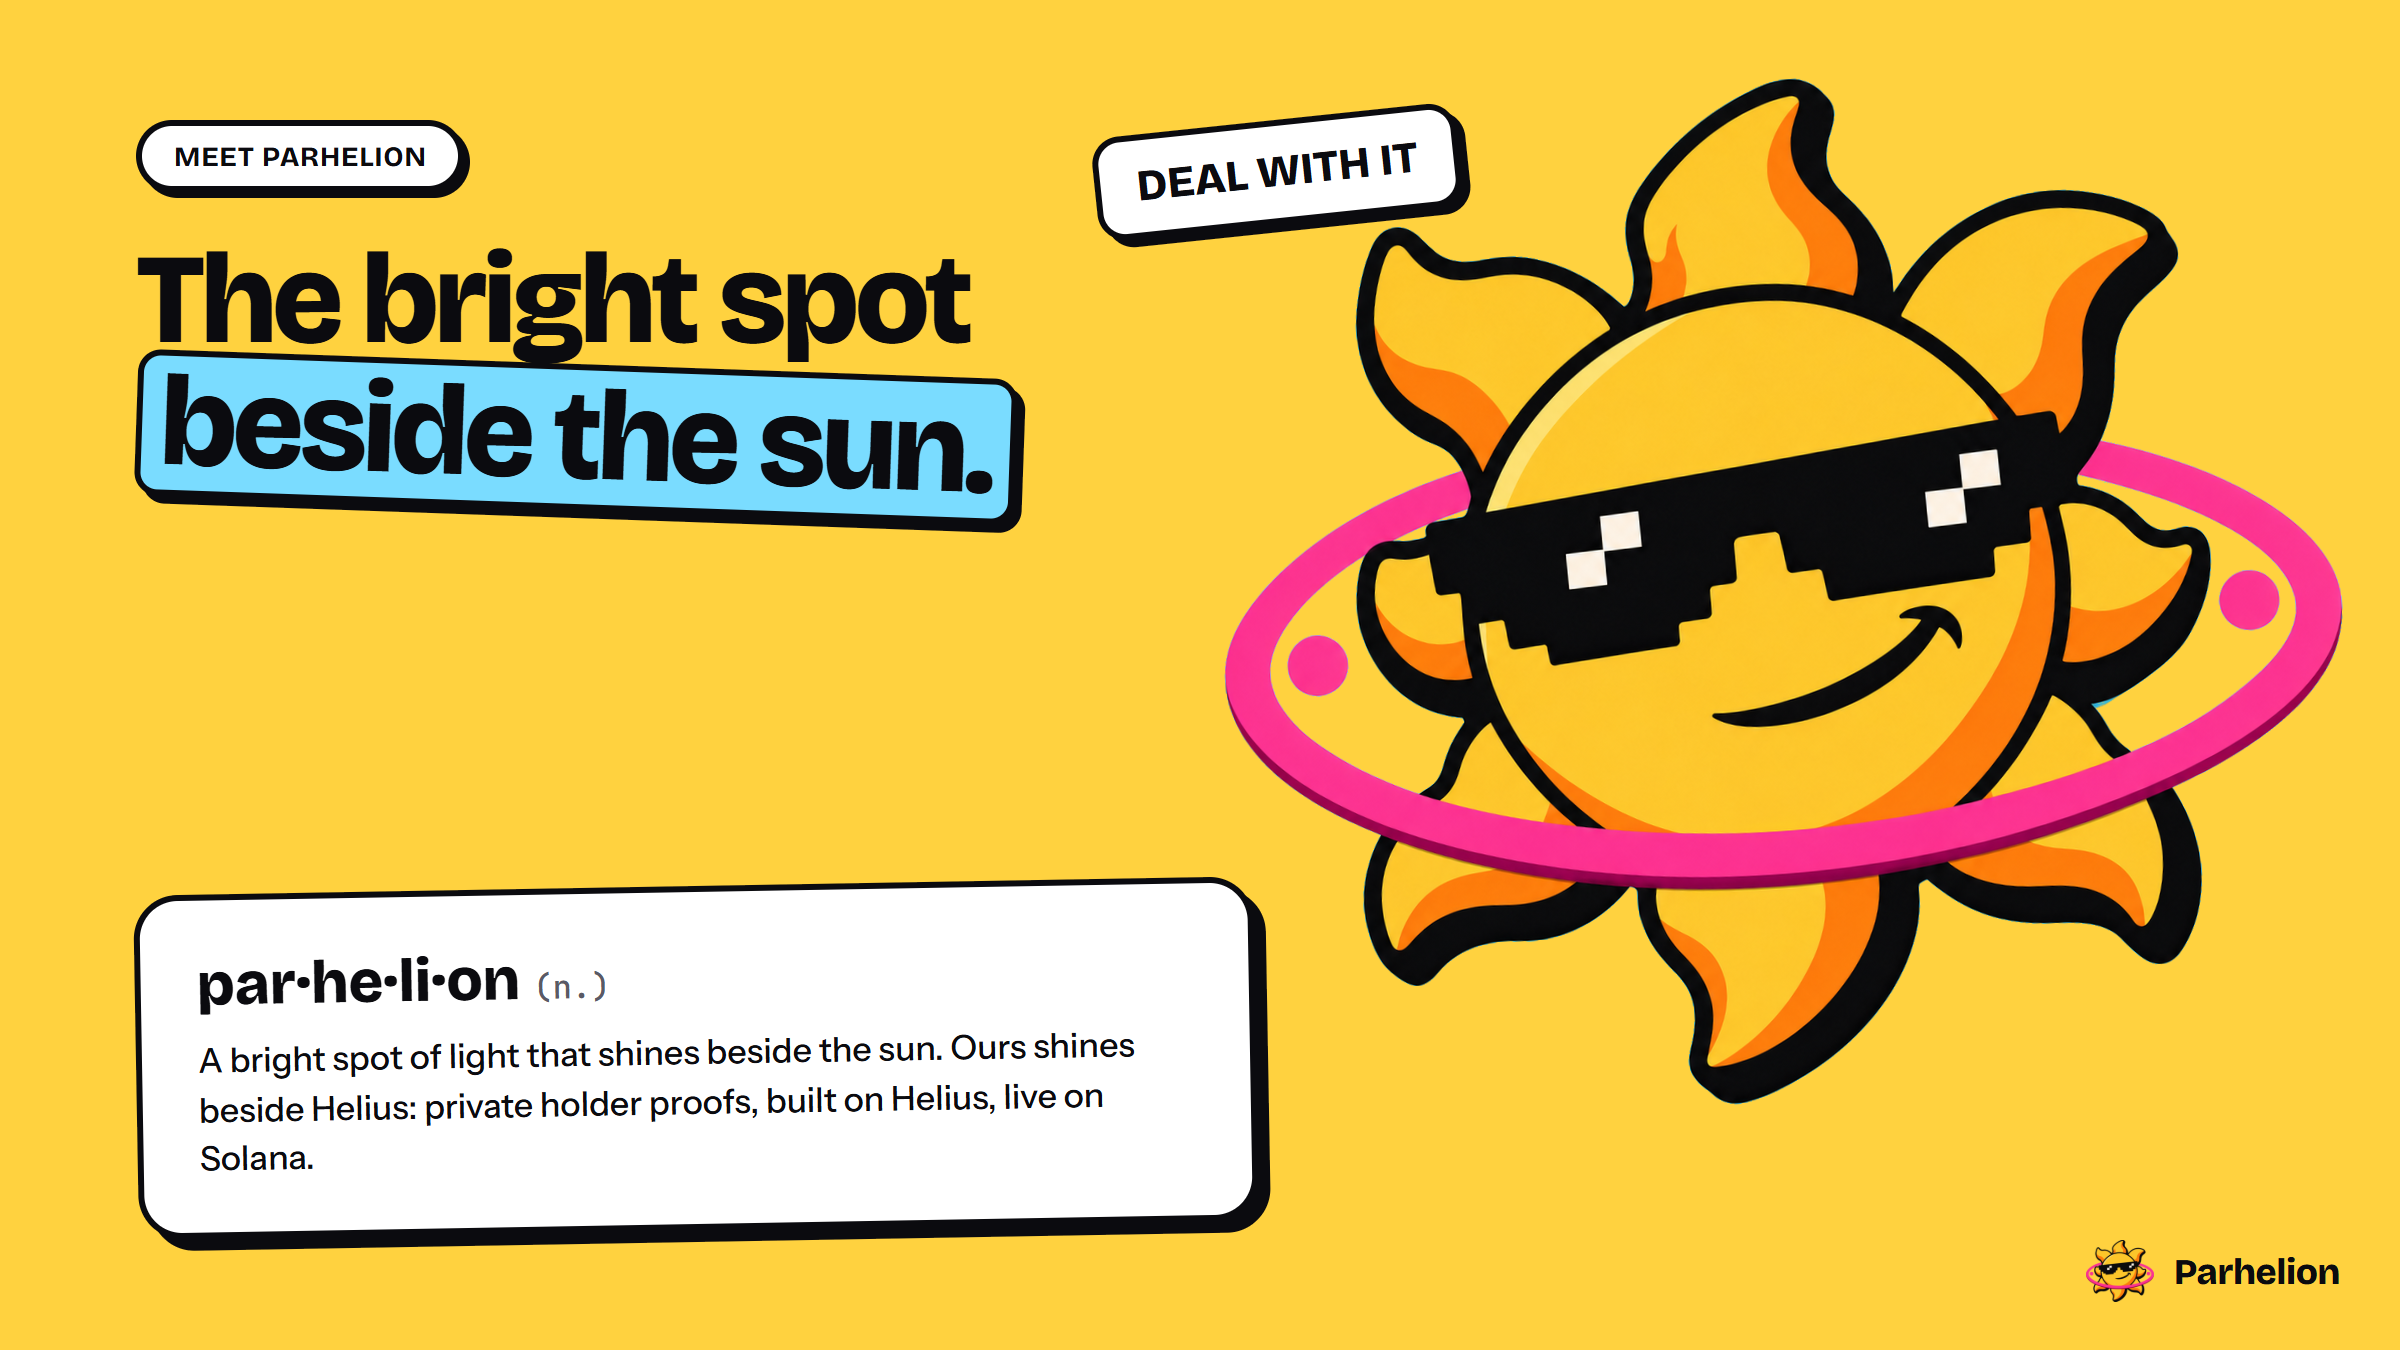 MEET PARHELION
DEAL WITH IT
The bright spot
beside the sun.
par·he·li·on (n.)
A bright spot of light that shines beside the sun. Ours shines
beside Helius: private holder proofs, built on Helius, live on
Solana.
Parhelion